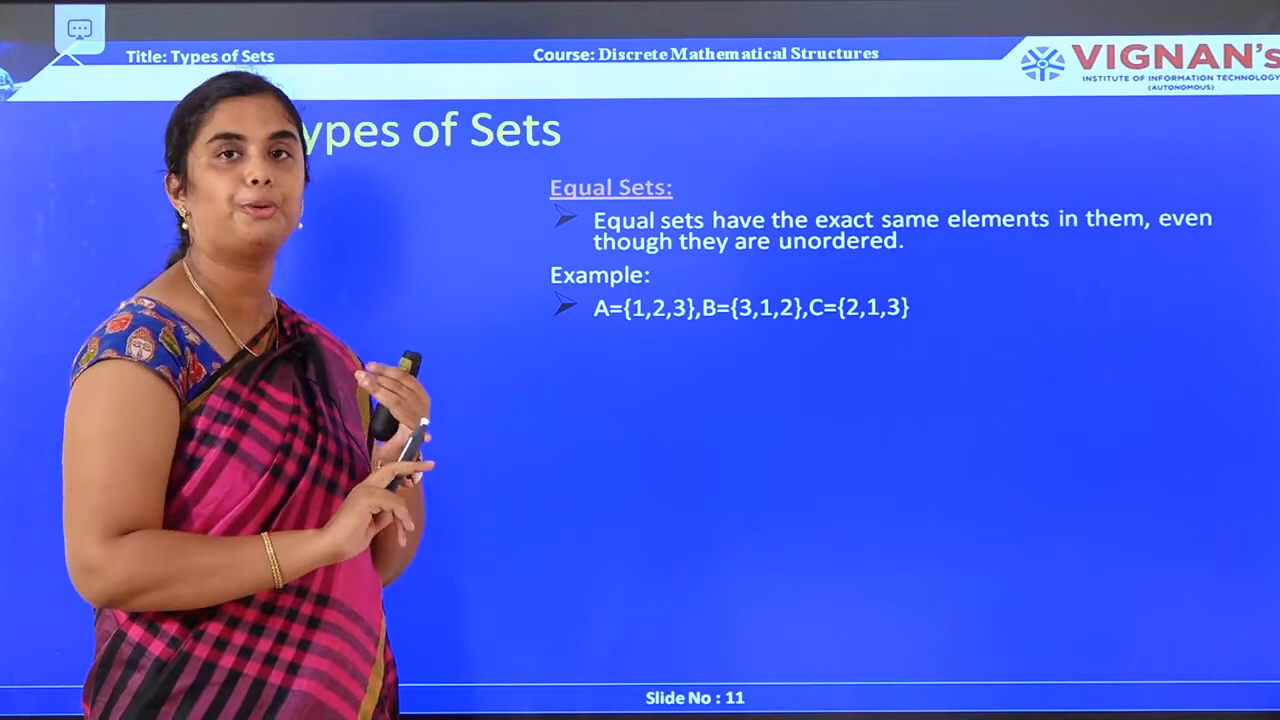 Title: Types of Sets
Course: Discrete Mathematical Structures
VIGNAN's
INSTITUTE OF INFORMATION TECHNOLOGY
(AUTONOMOUS)
ypes of Sets
Equal Sets:
Equal sets have the exact same elements in them, even
though they are unordered.
Example:
A={1,2,3},B={3,1,2},C={2,1,3}
Slide No : 11